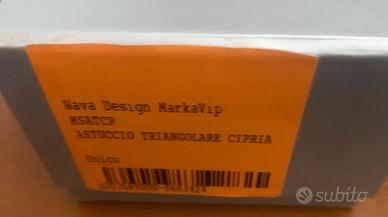 Nava Design MarkaVip
MSATCP
ASTUCCIO TRIANGOLARE CIPRIA
Unico
subito